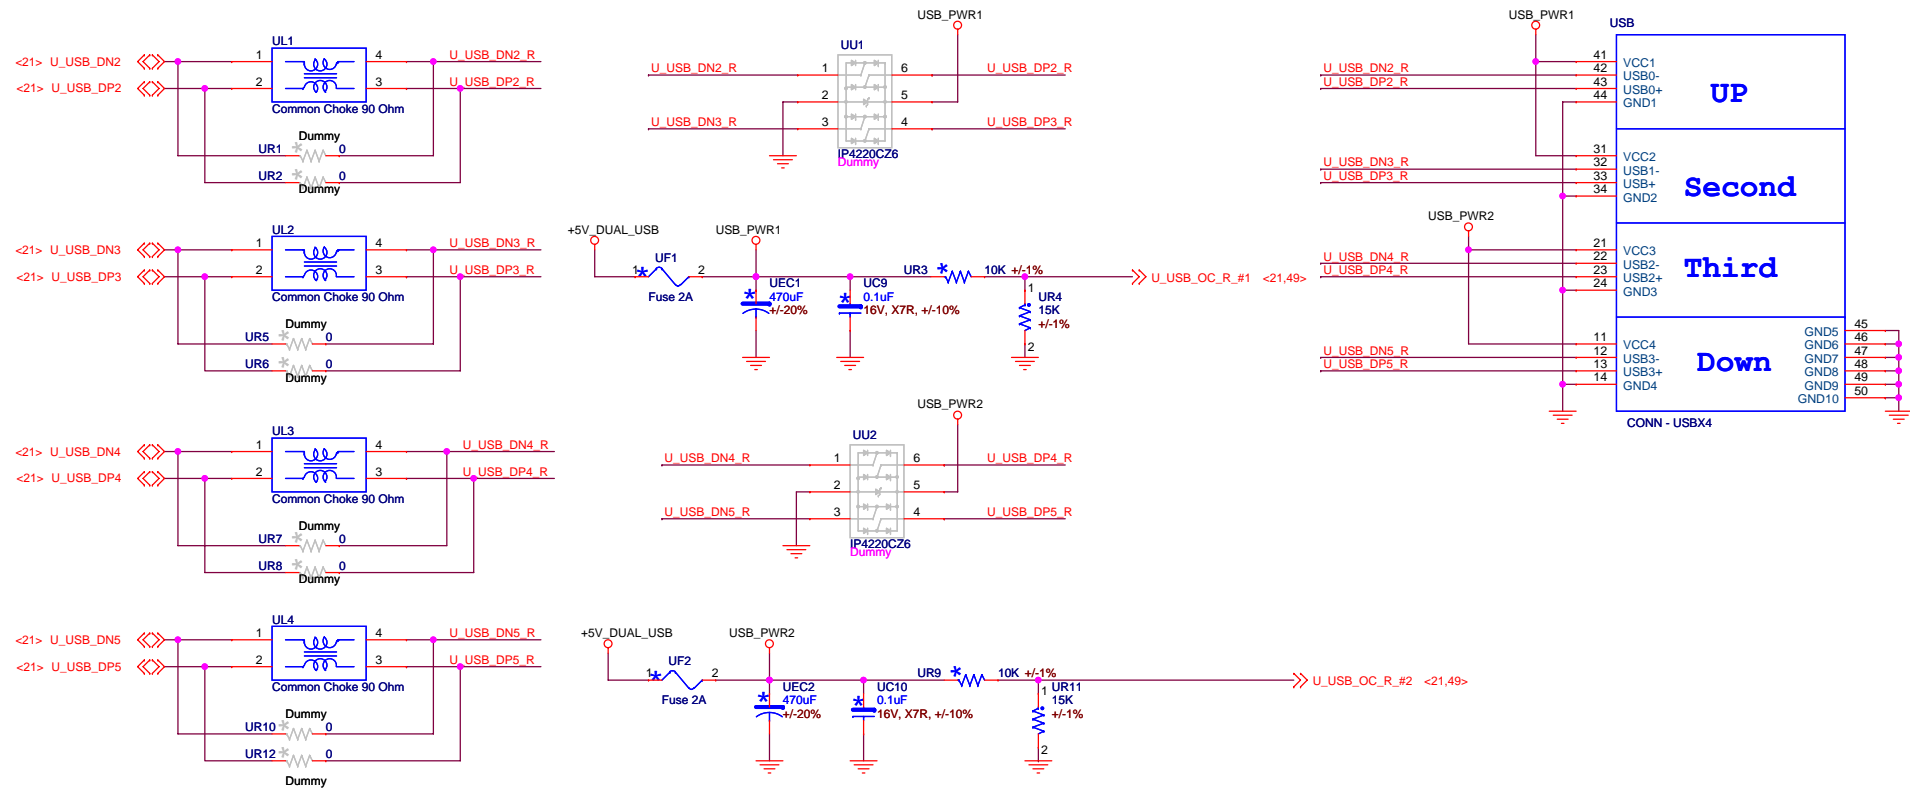 UL1
<21> U_USB_DN2 1 4 U_USB_DN2_R
<21> U_USB_DP2 2 3 U_USB_DP2_R
Common Choke 90 Ohm
Dummy
UR1 * 0
UR2 * 0
Dummy
UL2
<21> U_USB_DN3 1 4 U_USB_DN3_R
<21> U_USB_DP3 2 3 U_USB_DP3_R
Common Choke 90 Ohm
Dummy
UR5 * 0
UR6 * 0
Dummy
UL3
<21> U_USB_DN4 1 4 U_USB_DN4_R
<21> U_USB_DP4 2 3 U_USB_DP4_R
Common Choke 90 Ohm
Dummy
UR7 * 0
UR8 * 0
Dummy
UL4
<21> U_USB_DN5 1 4 U_USB_DN5_R
<21> U_USB_DP5 2 3 U_USB_DP5_R
Common Choke 90 Ohm
Dummy
UR10 * 0
UR12 * 0
Dummy
USB_PWR1
UU1
U_USB_DN2_R 1 6 U_USB_DP2_R
2 5
U_USB_DN3_R 3 4 U_USB_DP3_R
IP4220CZ6
Dummy
+5V_DUAL_USB USB_PWR1
UF1
1 * 2 UR3 * 10K +/-1%
Fuse 2A
U_USB_OC_R_#1 <21,49>
* UEC1
470uF
+/-20%
* UC9
0.1uF
16V, X7R, +/-10%
1
UR4
15K
+/-1%
2
USB_PWR2
UU2
U_USB_DN4_R 1 6 U_USB_DP4_R
2 5
U_USB_DN5_R 3 4 U_USB_DP5_R
IP4220CZ6
Dummy
+5V_DUAL_USB USB_PWR2
UF2
1 * 2 UR9 * 10K +/-1%
Fuse 2A
U_USB_OC_R_#2 <21,49>
* UEC2
470uF
+/-20%
* UC10
0.1uF
16V, X7R, +/-10%
1 UR11
15K
+/-1%
2
USB_PWR1
USB
41 VCC1
U_USB_DN2_R 42 USB0-
U_USB_DP2_R 43 USB0+
44 GND1
UP
31 VCC2
U_USB_DN3_R 32 USB1-
U_USB_DP3_R 33 USB+
34 GND2
Second
USB_PWR2
21 VCC3
U_USB_DN4_R 22 USB2-
U_USB_DP4_R 23 USB2+
24 GND3
Third
11 VCC4
U_USB_DN5_R 12 USB3-
U_USB_DP5_R 13 USB3+
14 GND4
Down
GND5 45
GND6 46
GND7 47
GND8 48
GND9 49
GND10 50
CONN - USBX4